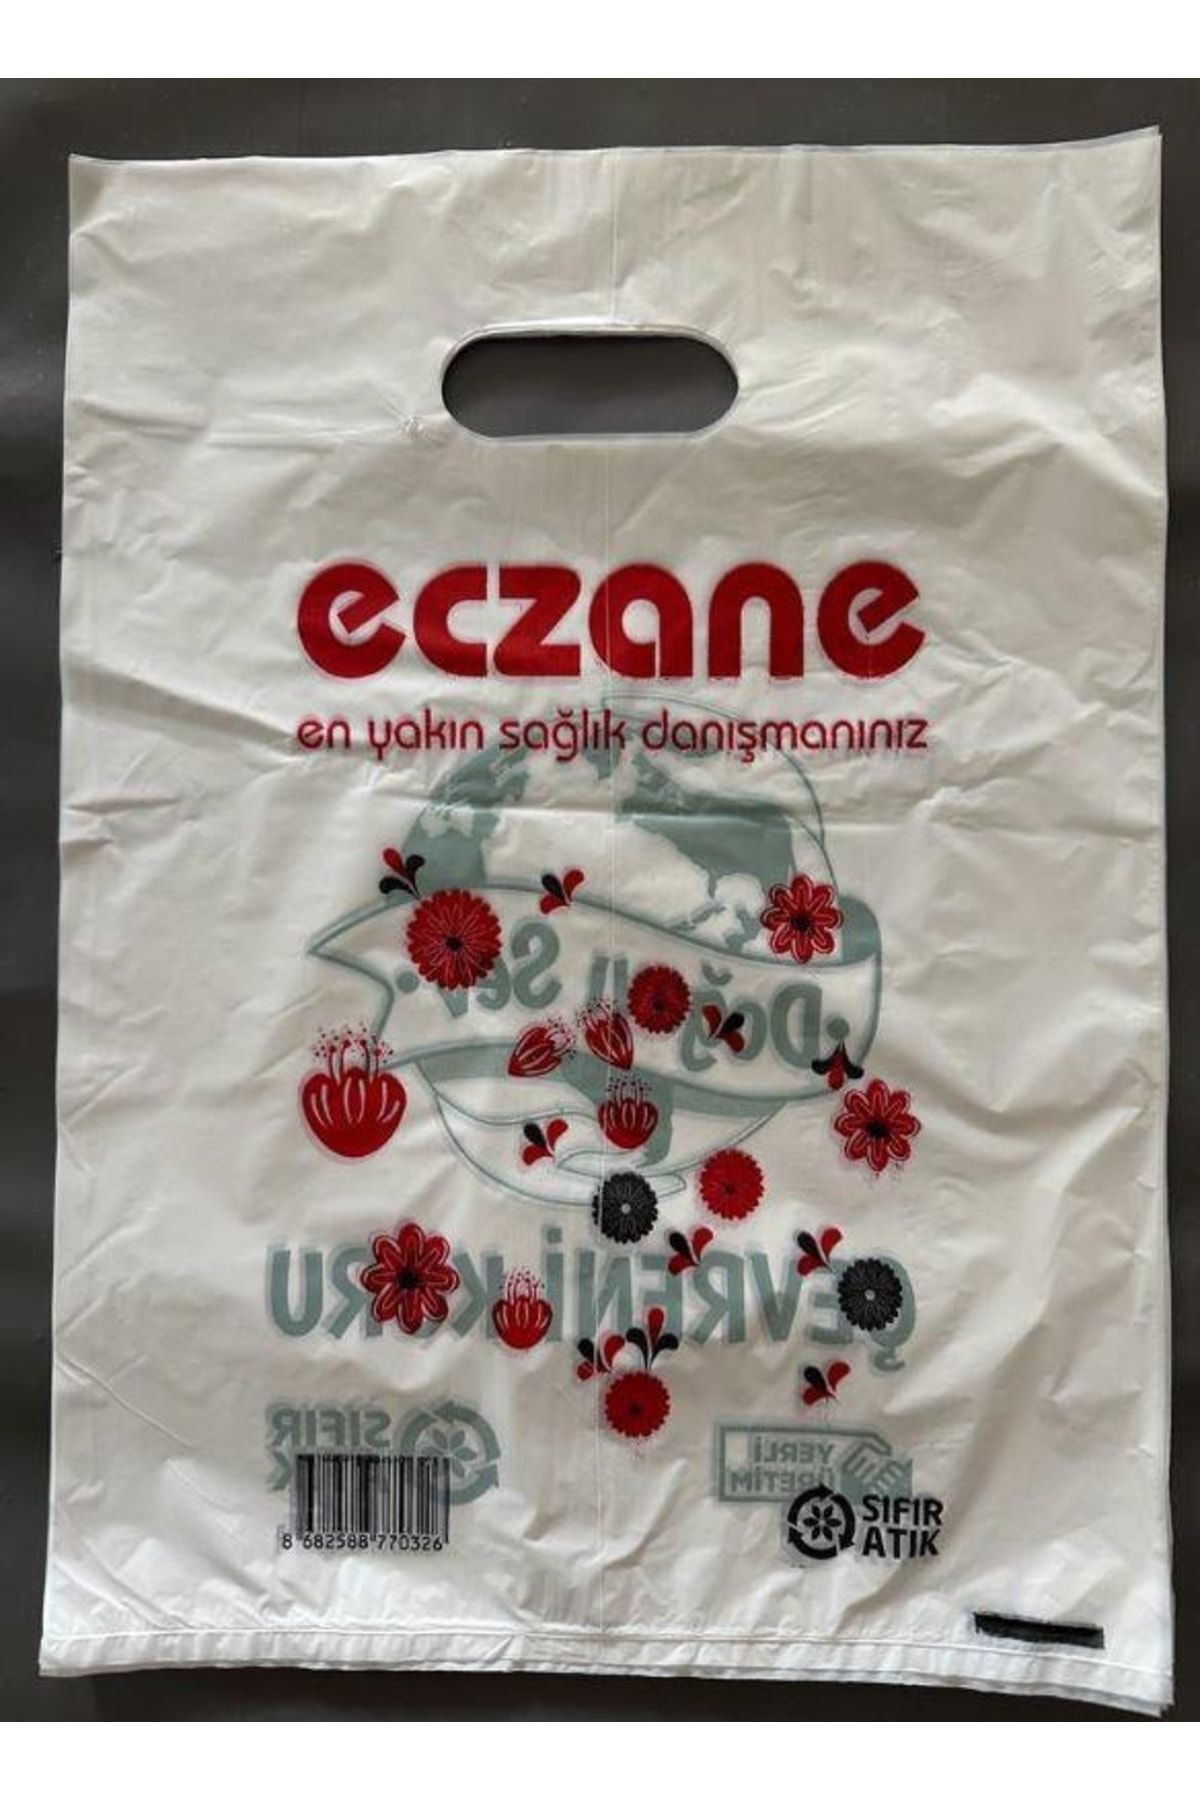 eczane
en yakın sağlık danışmanınız
Doğayı Sev
ÇEVRENİ KORU
SIFIR
YERLİ
ÜRETİM
8 682588 770326
SIFIR
ATIK